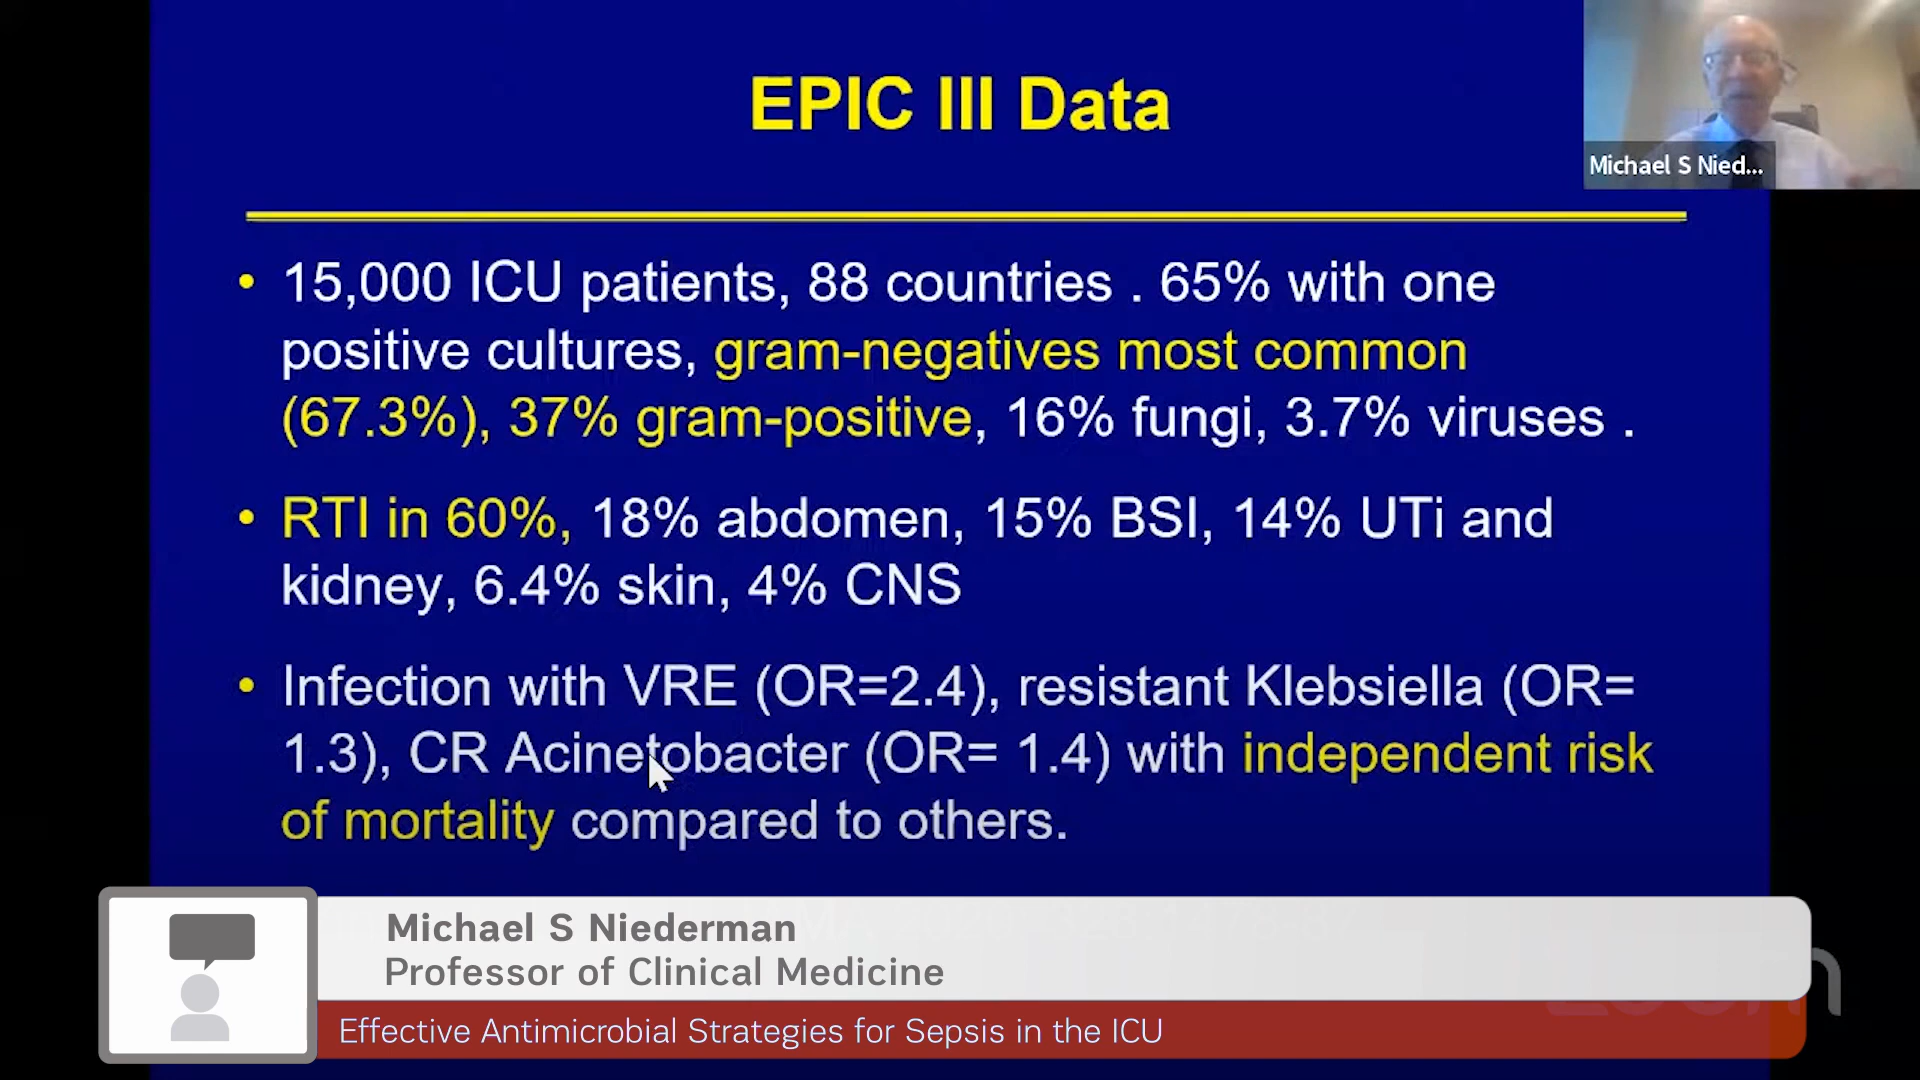 EPIC III Data
Michael S Nied...
• 15,000 ICU patients, 88 countries . 65% with one
positive cultures, gram-negatives most common
(67.3%), 37% gram-positive, 16% fungi, 3.7% viruses .
• RTI in 60%, 18% abdomen, 15% BSI, 14% UTi and
kidney, 6.4% skin, 4% CNS
• Infection with VRE (OR=2.4), resistant Klebsiella (OR=
1.3), CR Acinetobacter (OR= 1.4) with independent risk
of mortality compared to others.
Michael S Niederman
Professor of Clinical Medicine
Effective Antimicrobial Strategies for Sepsis in the ICU